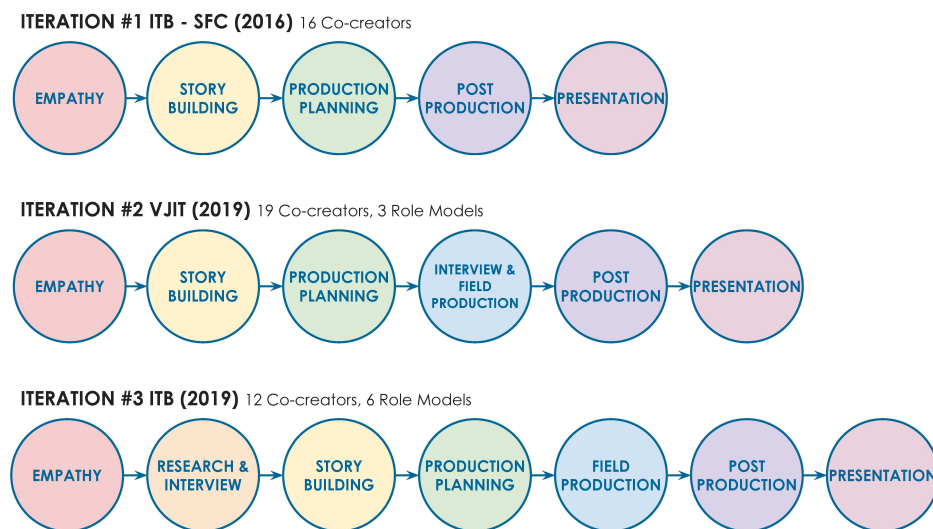 ITERATION #1 ITB - SFC (2016) 16 Co-creators
EMPATHY
STORY
BUILDING
PRODUCTION
PLANNING
POST
PRODUCTION
PRESENTATION
ITERATION #2 VJIT (2019) 19 Co-creators, 3 Role Models
EMPATHY
STORY
BUILDING
PRODUCTION
PLANNING
INTERVIEW &
FIELD
PRODUCTION
POST
PRODUCTION
PRESENTATION
ITERATION #3 ITB (2019) 12 Co-creators, 6 Role Models
EMPATHY
RESEARCH &
INTERVIEW
STORY
BUILDING
PRODUCTION
PLANNING
FIELD
PRODUCTION
POST
PRODUCTION
PRESENTATION